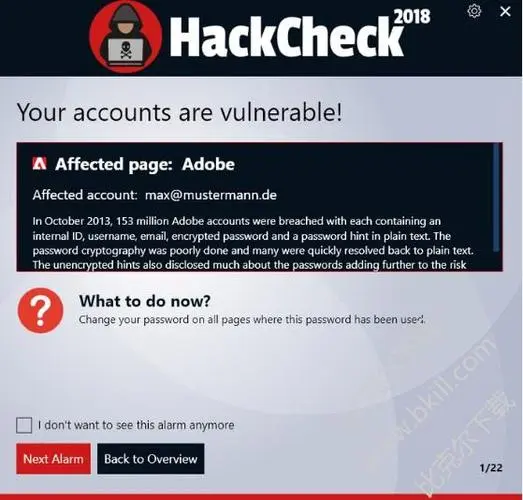 HackCheck 2018
Your accounts are vulnerable!
Affected page: Adobe
Affected account: max@mustermann.de
In October 2013, 153 million Adobe accounts were breached with each containing an
internal ID, username, email, encrypted password and a password hint in plain text. The
password cryptography was poorly done and many were quickly resolved back to plain text.
The unencrypted hints also disclosed much about the passwords adding further to the risk
?
What to do now?
Change your password on all pages where this password has been used.
I don't want to see this alarm anymore
Next Alarm
Back to Overview
1/22
www.bkill.com
比克尔下载